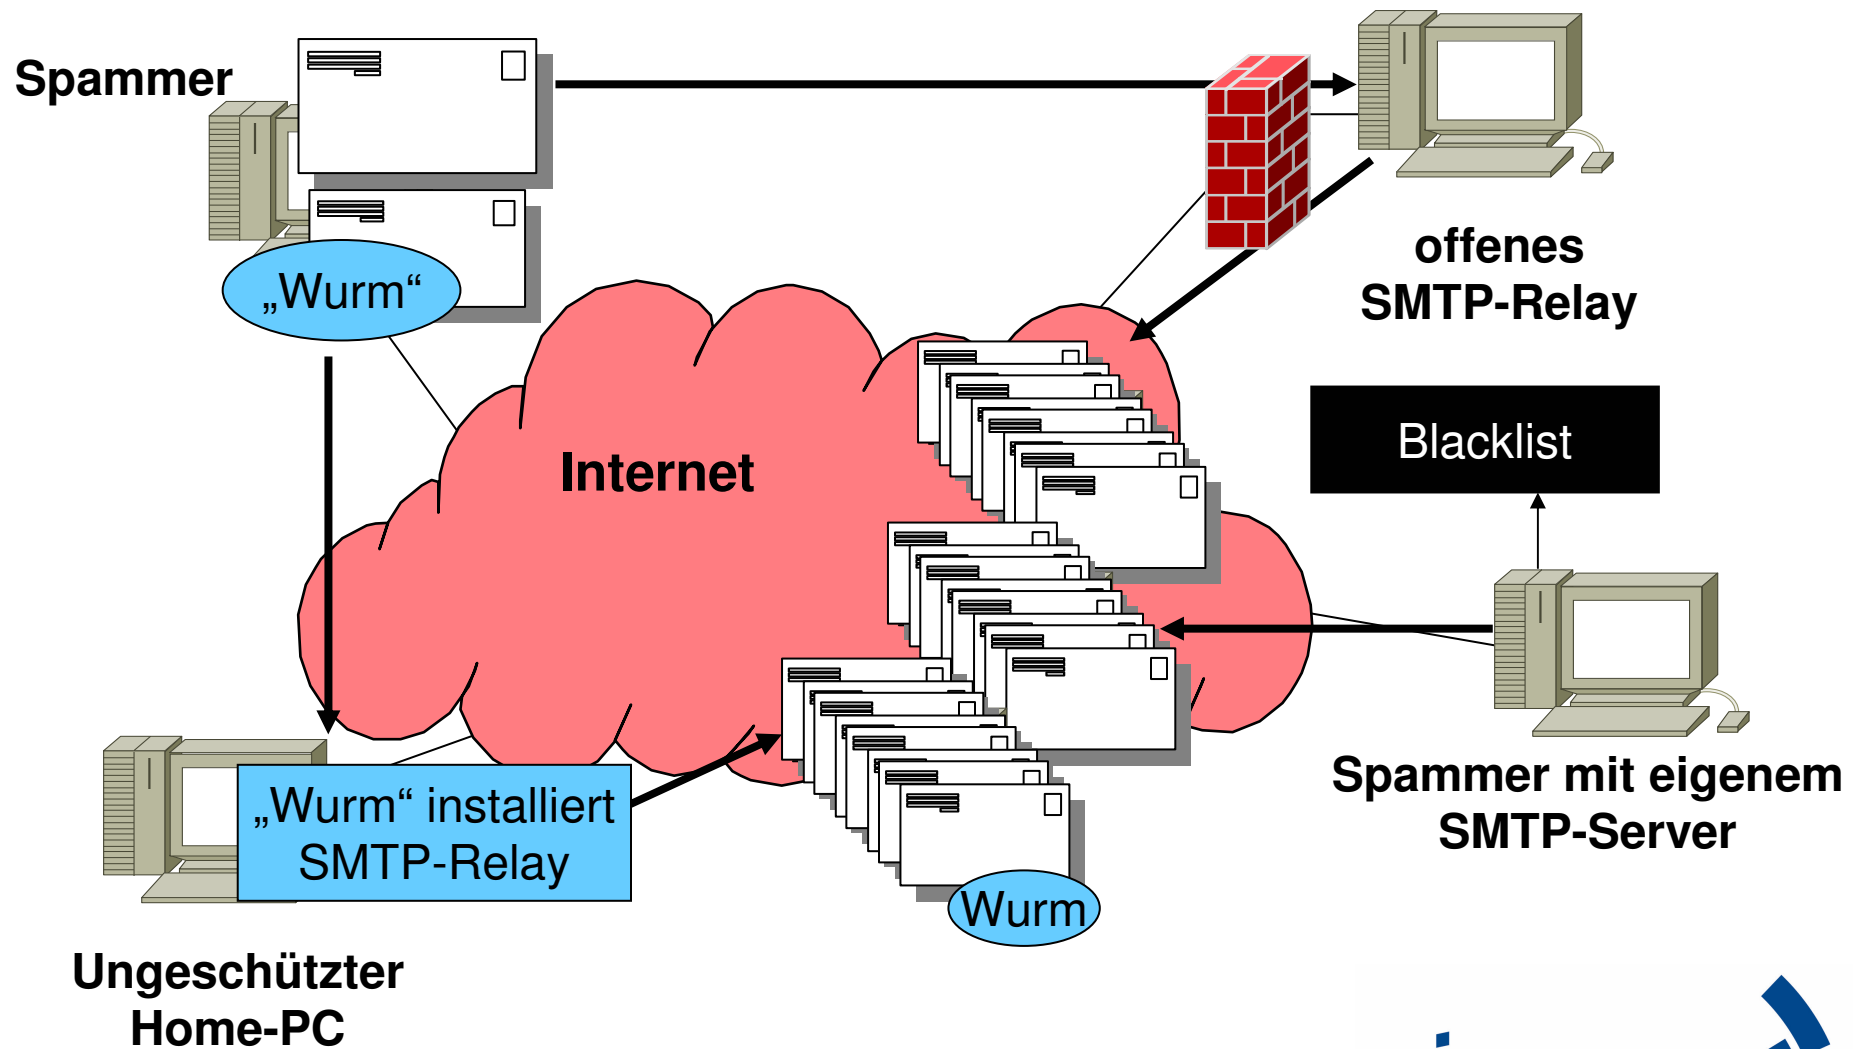 Spammer
„Wurm“
offenes
SMTP-Relay
Internet
Blacklist
„Wurm“ installiert
SMTP-Relay
Spammer mit eigenem
SMTP-Server
Wurm
Ungeschützter
Home-PC